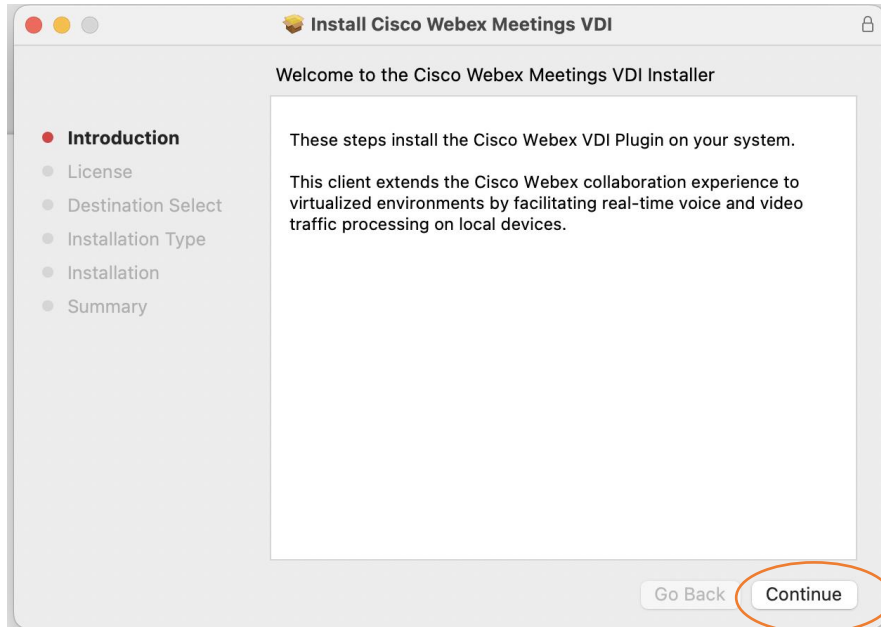 Install Cisco Webex Meetings VDI
Welcome to the Cisco Webex Meetings VDI Installer
Introduction
License
Destination Select
Installation Type
Installation
Summary
These steps install the Cisco Webex VDI Plugin on your system.
This client extends the Cisco Webex collaboration experience to
virtualized environments by facilitating real-time voice and video
traffic processing on local devices.
Go Back
Continue